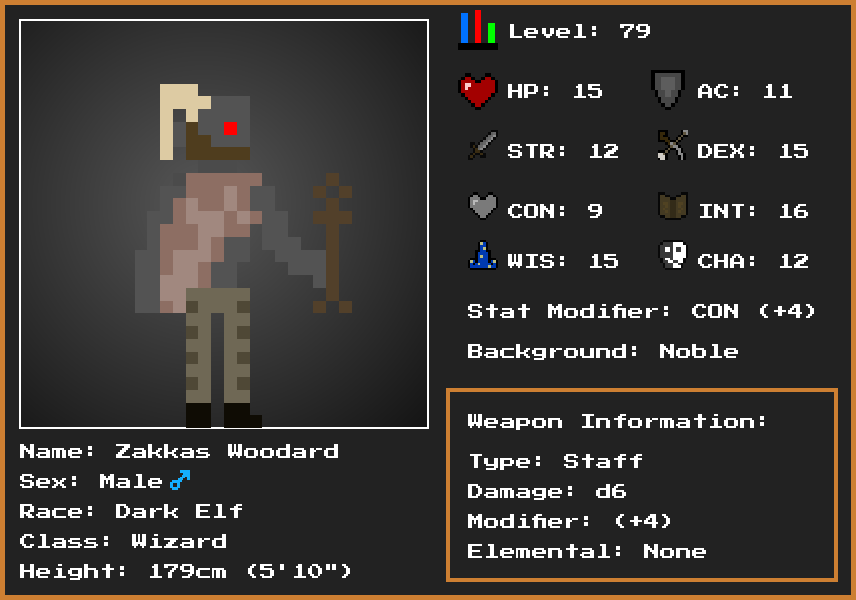 Level: 79
HP: 15 AC: 11
STR: 12 DEX: 15
CON: 9 INT: 16
WIS: 15 CHA: 12
Stat Modifier: CON (+4)
Background: Noble
Weapon Information:
Type: Staff
Damage: d6
Modifier: (+4)
Elemental: None
Name: Zakkas Woodard
Sex: Male♂
Race: Dark Elf
Class: Wizard
Height: 179cm (5'10")